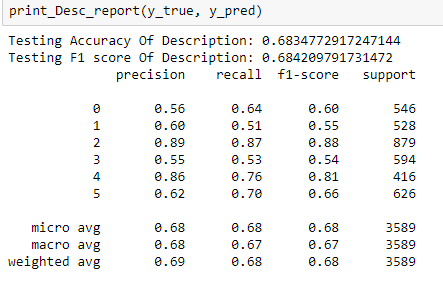 print_Desc_report(y_true, y_pred)
Testing Accuracy Of Description: 0.6834772917247144
Testing F1 score Of Description: 0.684209791731472
precision recall f1-score support
0 0.56 0.64 0.60 546
1 0.60 0.51 0.55 528
2 0.89 0.87 0.88 879
3 0.55 0.53 0.54 594
4 0.86 0.76 0.81 416
5 0.62 0.70 0.66 626
micro avg 0.68 0.68 0.68 3589
macro avg 0.68 0.67 0.67 3589
weighted avg 0.69 0.68 0.68 3589